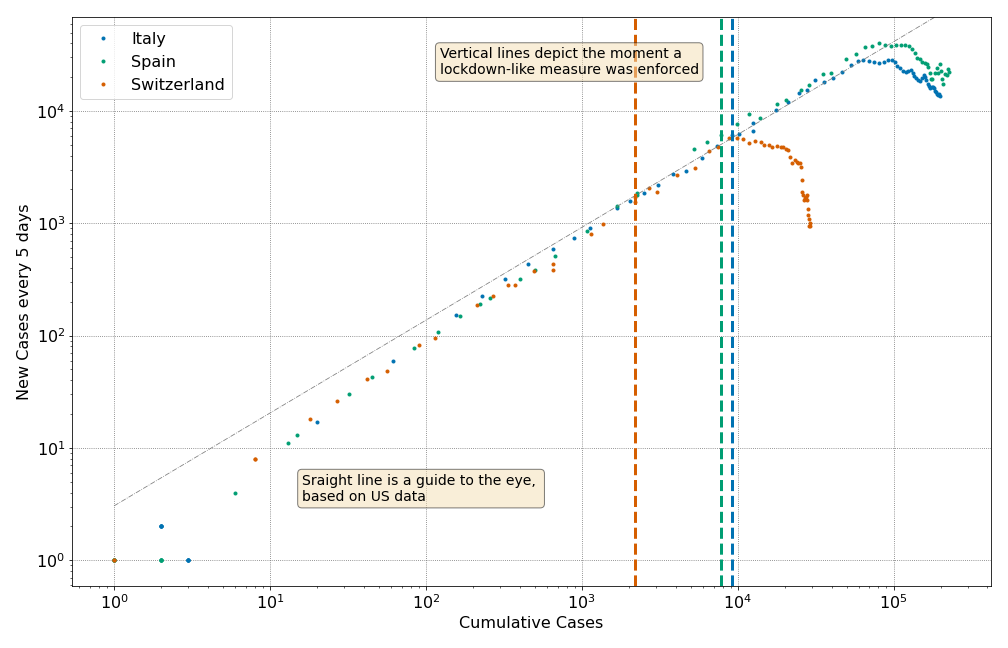 Italy
Spain
Switzerland
Vertical lines depict the moment a
lockdown-like measure was enforced
Sraight line is a guide to the eye,
based on US data
New Cases every 5 days
10⁴
10³
10²
10¹
10⁰
10⁰ 10¹ 10² 10³ 10⁴ 10⁵
Cumulative Cases